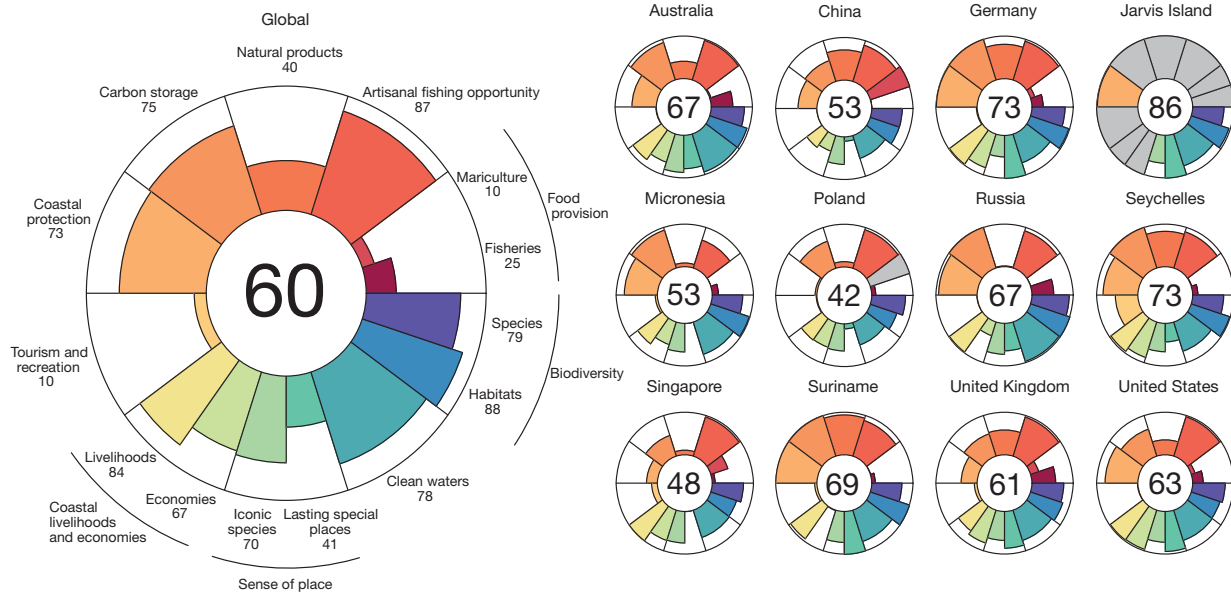 Global
Natural products
40
Carbon storage
75
Artisanal fishing opportunity
87
Coastal
protection
73
Mariculture
10
Food
provision
Fisheries
25
60
Species
79
Tourism and
recreation
10
Habitats
88
Biodiversity
Livelihoods
84
Clean waters
78
Economies
67
Coastal
livelihoods
and economies
Iconic
species
70
Lasting special
places
41
Sense of place
Australia
67
China
53
Germany
73
Jarvis Island
86
Micronesia
53
Poland
42
Russia
67
Seychelles
73
Singapore
48
Suriname
69
United Kingdom
61
United States
63